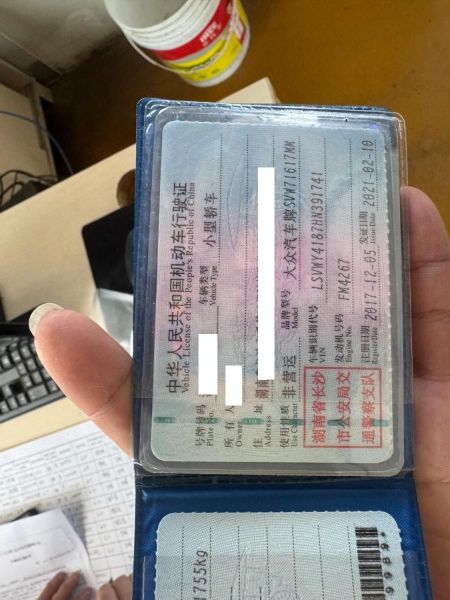 中华人民共和国机动车行驶证
Vehicle License of the People's Republic of China
号牌号码
Plate No.
车辆类型 小型轿车
Vehicle Type
所有人
Owner
住址 湖南
Address
使用性质 非营运
Use Character
品牌型号 大众汽车牌SVW71617MK
Model
湖南省长沙
市公安局交
通警察支队
车辆识别代号 LSVWY4187HN391741
VIN
发动机号码 FM4267
Engine No.
注册日期 2017-12-05
Register Date
发证日期 2021-02-10
Issue Date
1755kg